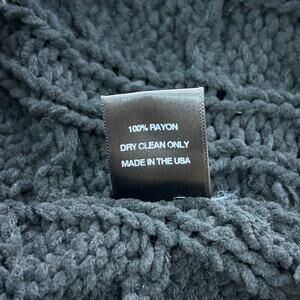 100% RAYON
DRY CLEAN ONLY
MADE IN THE USA